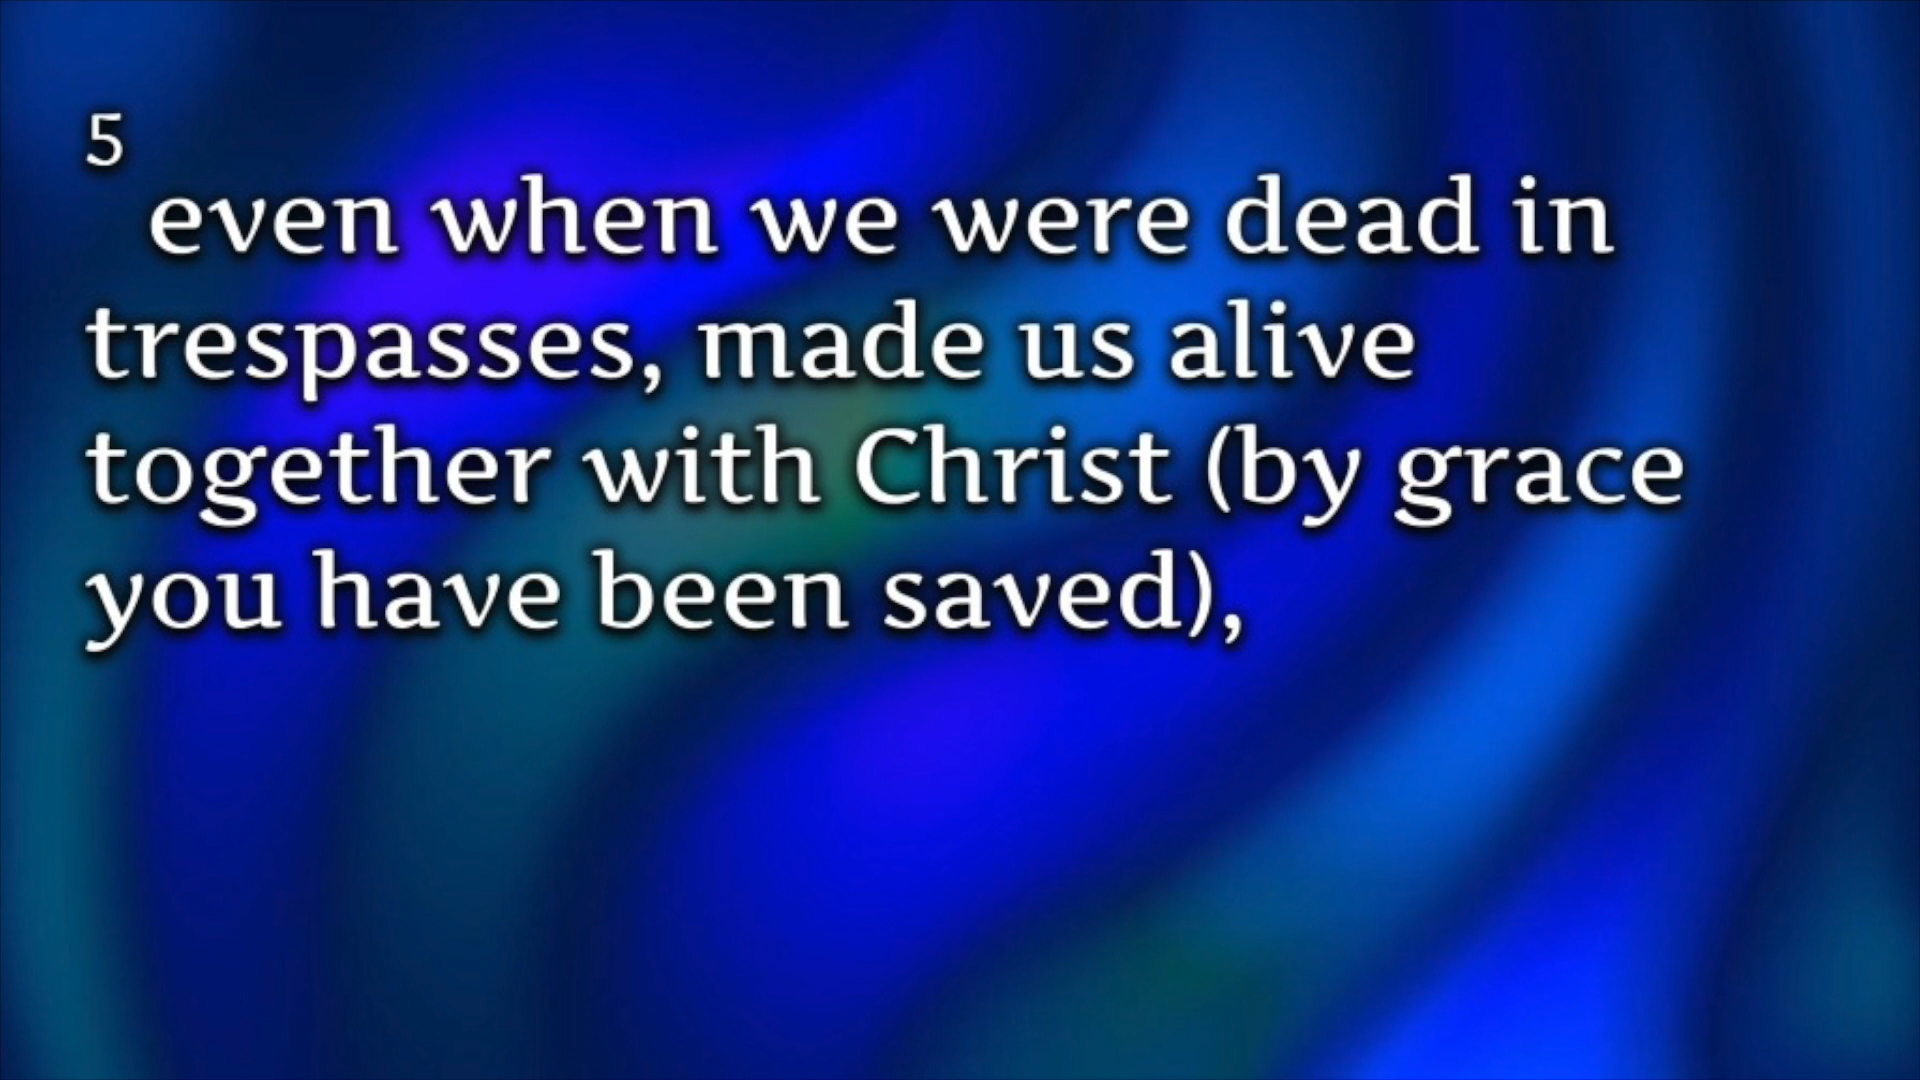 5
even when we were dead in
trespasses, made us alive
together with Christ (by grace
you have been saved),